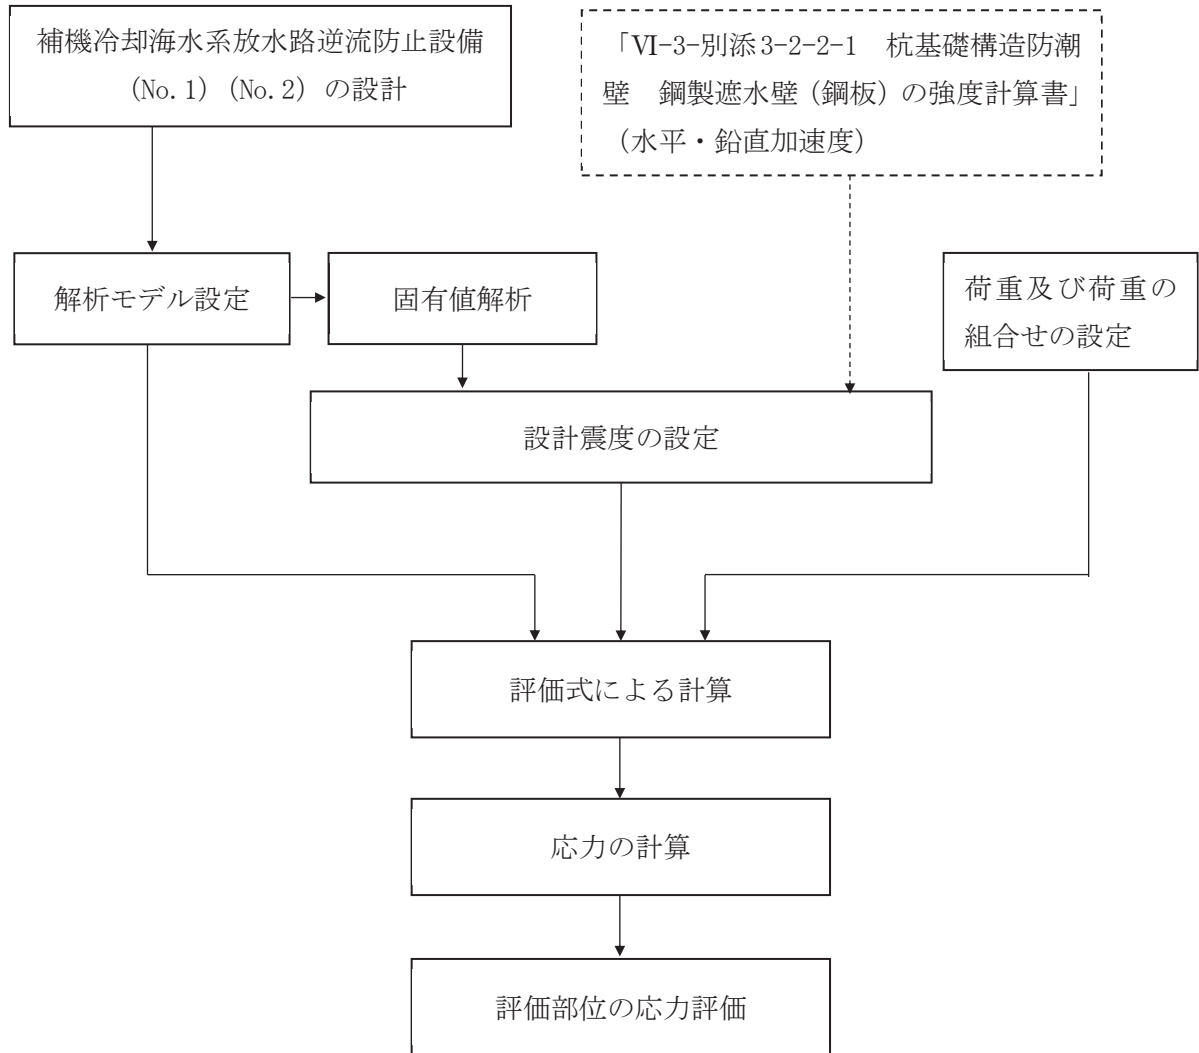 補機冷却海水系放水路逆流防止設備
(No.1)(No.2)の設計
「Ⅵ-3-別添3-2-2-1　杭基礎構造防潮
壁　鋼製遮水壁(鋼板)の強度計算書」
(水平・鉛直加速度)
解析モデル設定
固有値解析
荷重及び荷重の
組合せの設定
設計震度の設定
評価式による計算
応力の計算
評価部位の応力評価